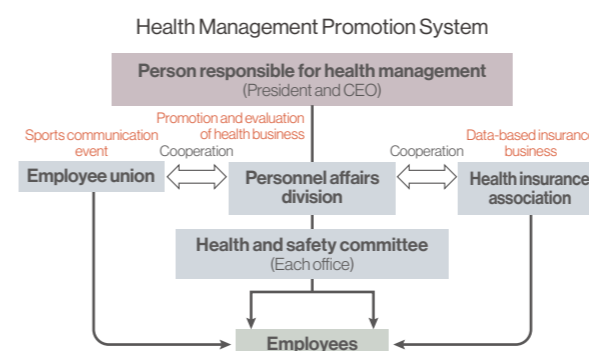 Health Management Promotion System
Person responsible for health management
(President and CEO)
Promotion and evaluation
of health business
Sports communication
event
Data-based insurance
business
Cooperation
Cooperation
Employee union
Personnel affairs
division
Health insurance
association
Health and safety committee
(Each office)
Employees